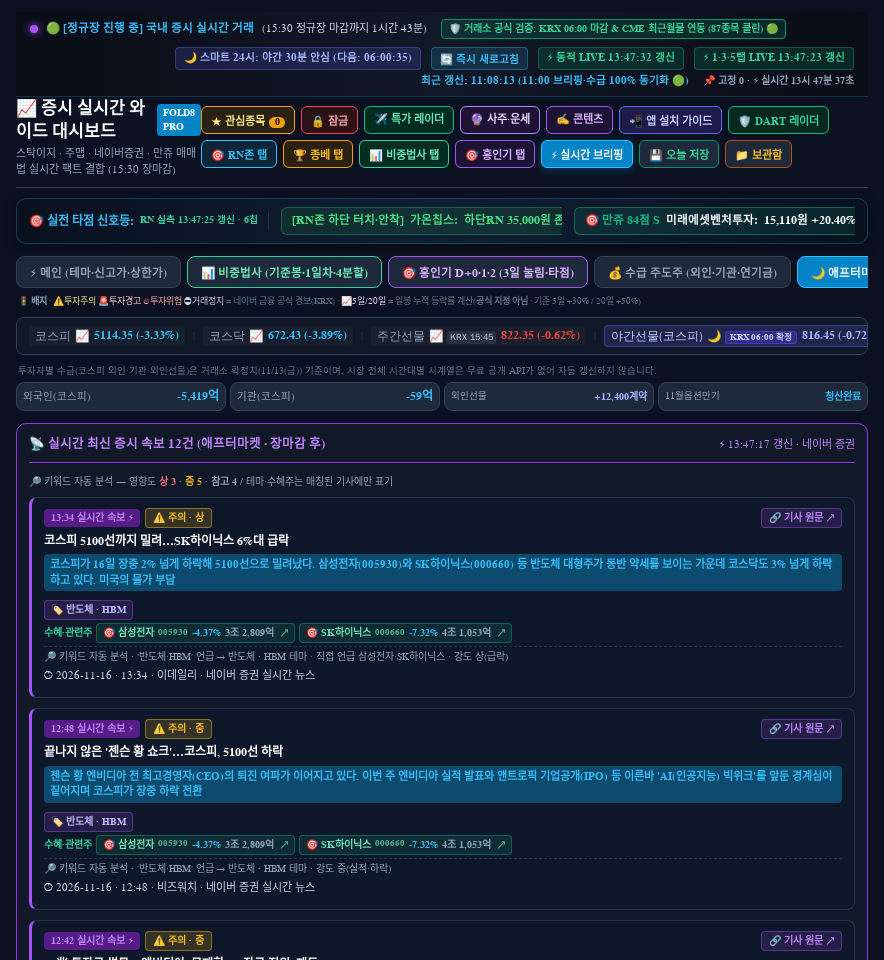 🟢 [정규장 진행 중] 국내 증시 실시간 거래 (15:30 정규장 마감까지 1시간 43분)
🛡️ 거래소 공식 검증: KRX 06:00 마감 & CME 최근월물 연동 (87종목 클린) 🟢
🌙 스마트 24시: 야간 30분 안심 (다음: 06:00:35)
🔄 즉시 새로고침
⚡ 동적 LIVE 13:47:32 갱신 🟢
⚡ 1·3·5탭 LIVE 13:47:23 갱신
최근 갱신: 11:08:13 (11:00 브리핑·수급 100% 동기화 🟢)
📌 고정 0 · ⚡ 실시간 13시 47분 37초
📈 증시 실시간 와이드 대시보드
FOLD8 PRO
스탁이지 · 주맵 · 네이버증권 · 만쥬 매매법 실시간 팩트 결합 (15:30 장마감)
★ 관심종목 0
🔒 잠금
✈️ 특가 레이더
🔮 사주·운세
✍️ 콘텐츠
📲 앱 설치 가이드
🛡️ DART 레이더
🎯 RN존 탭
🏆 종베 탭
📊 비중법사 탭
🎯 홍인기 탭
⚡ 실시간 브리핑
💾 오늘 저장
📁 보관함
🎯 실전 타점 신호등: RN 실측 13:47:25 갱신 · 6칩
[RN존 하단 터치·안착] 가온칩스: 하단RN 35,000원 존
🎯 만쥬 84점 S 미래에셋벤처투자: 15,110원 +20.40%
⚡ 메인 (테마·신고가·상한가)
📊 비중법사 (기준봉·1일차·4분할)
🎯 홍인기 D+0·1·2 (3일 눌림·타점)
💰 수급 주도주 (외인·기관·연기금)
🌙 애프터마
🚦 배지 · ⚠️투자주의 🚨투자경고 ⊖투자위험 ⛔거래정지 = 네이버 금융 공식 경보(KRX) · 📈5일/20일 = 일봉 누적 등락률 계산(공식 지정 아님 · 기준 5일 +30% / 20일 +50%)
코스피 📈 5114.35 (-3.33%)
코스닥 📈 672.43 (-3.89%)
주간선물 📈 KRX 15:45 822.35 (-0.62%)
야간선물(코스피) 🌙 KRX 06:00 확정 816.45 (-0.72
투자자별 수급(코스피 외인·기관·외인선물)은 거래소 확정치(11/13(금)) 기준이며, 시장 전체 시간대별 시계열은 무료 공개 API가 없어 자동 갱신하지 않습니다.
외국인(코스피) -5,419억
기관(코스피) -59억
외인선물 +12,400계약
11월옵션만기 청산완료
📡 실시간 최신 증시 속보 12건 (애프터마켓 · 장마감 후)
⚡ 13:47:17 갱신 · 네이버 증권
🔎 키워드 자동 분석 — 영향도 상 3 · 중 5 · 참고 4 / 테마·수혜주는 매칭된 기사에만 표기
13:34 실시간 속보 ⚡
⚠️ 주의 · 상
🔗 기사 원문 ↗
코스피 5100선까지 밀려…SK하이닉스 6%대 급락
코스피가 16일 장중 2% 넘게 하락해 5100선으로 밀려났다. 삼성전자(005930)와 SK하이닉스(000660) 등 반도체 대형주가 동반 약세를 보이는 가운데 코스닥도 3% 넘게 하락
하고 있다. 미국의 물가 부담
🏷️ 반도체 · HBM
수혜·관련주 🎯 삼성전자 005930 -4.37% 3조 2,809억 ↗ 🎯 SK하이닉스 000660 -7.32% 4조 1,053억 ↗
🔎 키워드 자동 분석 · '반도체·HBM' 언급 → 반도체 · HBM 테마 · 직접 언급 삼성전자·SK하이닉스 · 강도 상(급락)
⏱ 2026-11-16 · 13:34 · 이데일리 · 네이버 증권 실시간 뉴스
12:48 실시간 속보 ⚡
⚠️ 주의 · 중
🔗 기사 원문 ↗
끝나지 않은 '젠슨 황 쇼크'…코스피, 5100선 하락
젠슨 황 엔비디아 전 최고경영자(CEO)의 퇴진 여파가 이어지고 있다. 이번 주 엔비디아 실적 발표와 앤트로픽 기업공개(IPO) 등 이른바 'AI(인공지능) 빅위크'를 앞둔 경계심이
짙어지며 코스피가 장중 하락 전환
🏷️ 반도체 · HBM
수혜·관련주 🎯 삼성전자 005930 -4.37% 3조 2,809억 ↗ 🎯 SK하이닉스 000660 -7.32% 4조 1,053억 ↗
🔎 키워드 자동 분석 · '반도체·HBM' 언급 → 반도체 · HBM 테마 · 강도 중(실적·하락)
⏱ 2026-11-16 · 12:48 · 비즈워치 · 네이버 증권 실시간 뉴스
12:42 실시간 속보 ⚡
⚠️ 주의 · 중
🔗 기사 원문 ↗